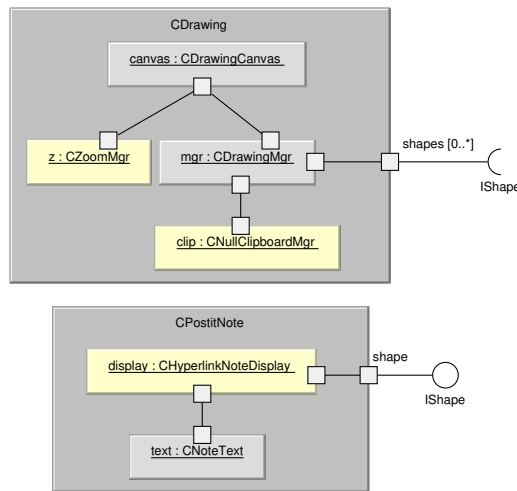 CDrawing
canvas : CDrawingCanvas
z : CZoomMgr
mgr : CDrawingMgr
shapes [0..*]
IShape
clip : CNullClipboardMgr
CPostitNote
display : CHyperlinkNoteDisplay
shape
IShape
text : CNoteText